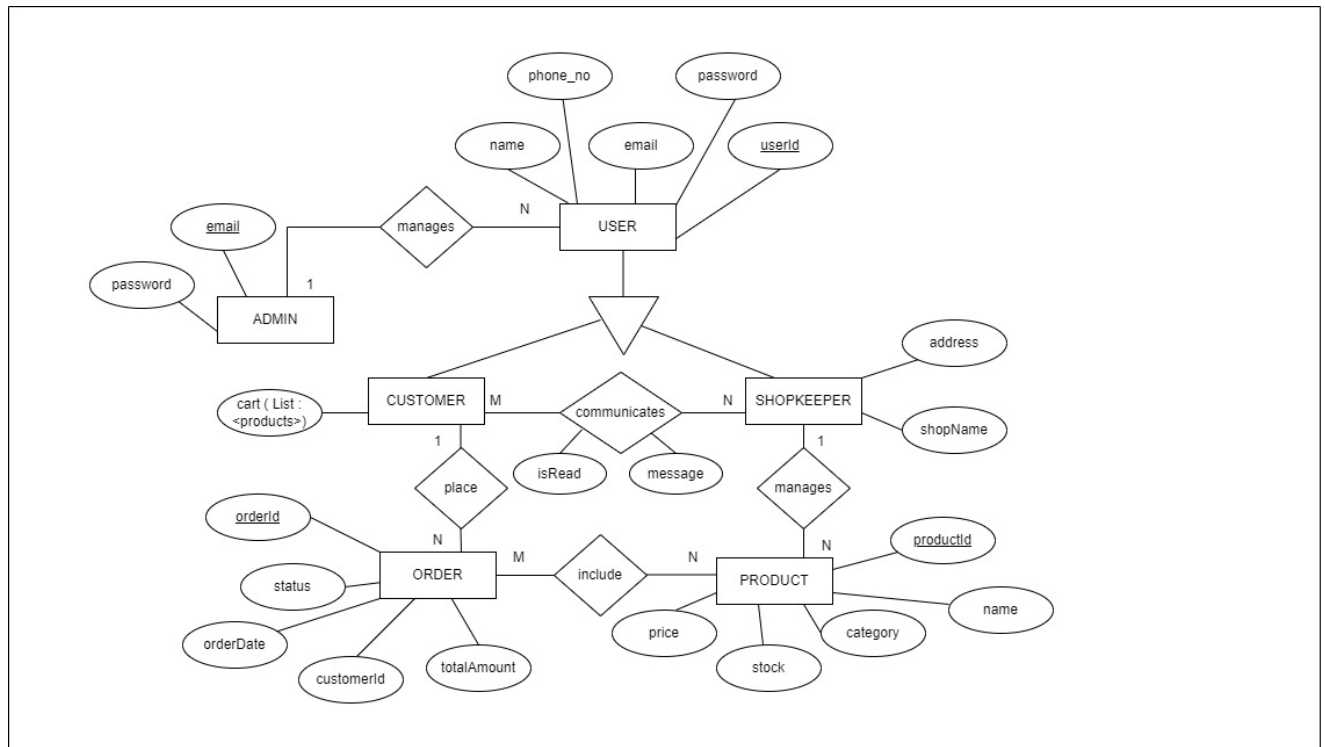 phone_no
password
name
email
userId
N
manages
USER
email
1
password
ADMIN
address
cart ( List :
<products>)
CUSTOMER
M
communicates
N
SHOPKEEPER
shopName
1
isRead
message
1
place
manages
orderId
N
N
productId
M
N
ORDER
include
PRODUCT
status
name
price
category
orderDate
stock
customerId
totalAmount